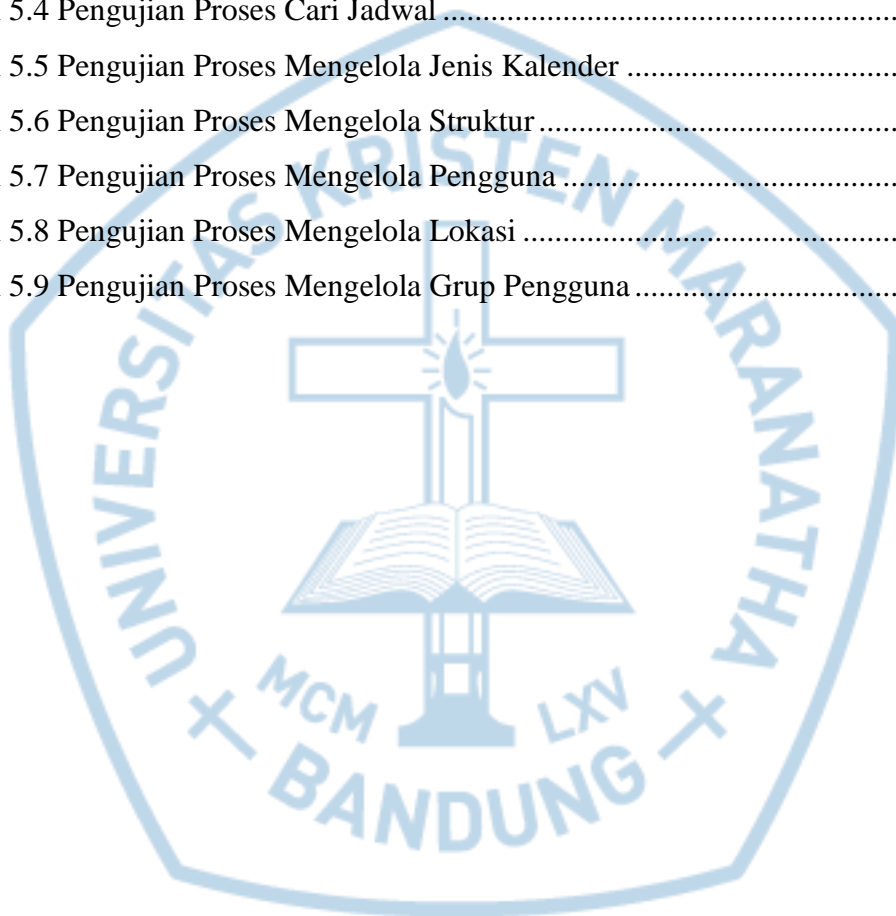 5.4 Pengujian Proses Cari Jadwal ..........................................................
5.5 Pengujian Proses Mengelola Jenis Kalender ...................................
5.6 Pengujian Proses Mengelola Struktur ..............................................
5.7 Pengujian Proses Mengelola Pengguna ...........................................
5.8 Pengujian Proses Mengelola Lokasi ................................................
5.9 Pengujian Proses Mengelola Grup Pengguna ..................................
UNIVERSITAS KRISTEN MARANATHA
MCM LXV
BANDUNG